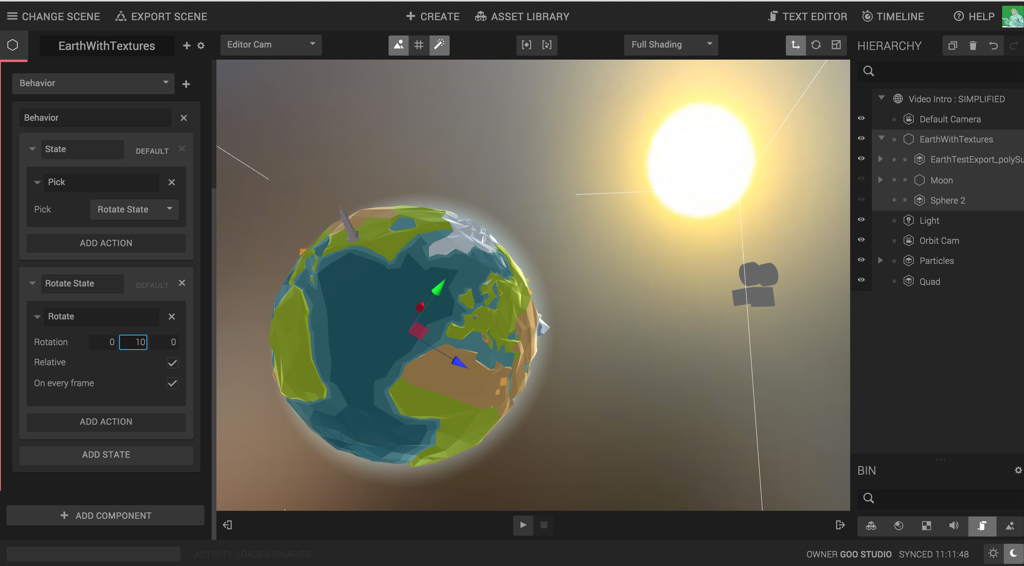 CHANGE SCENE EXPORT SCENE CREATE ASSET LIBRARY TEXT EDITOR TIMELINE HELP
EarthWithTextures Editor Cam Full Shading HIERARCHY
Behavior
Behavior
State DEFAULT
Pick
Pick Rotate State
ADD ACTION
Rotate State DEFAULT
Rotate
Rotation 0 10 0
Relative
On every frame
ADD ACTION
ADD STATE
ADD COMPONENT
Video Intro : SIMPLIFIED
Default Camera
EarthWithTextures
EarthTestExport_polySu
Moon
Sphere 2
Light
Orbit Cam
Particles
Quad
BIN
ACTIVITY: LOADED BINARIES
OWNER GOO STUDIO SYNCED 11:11:48